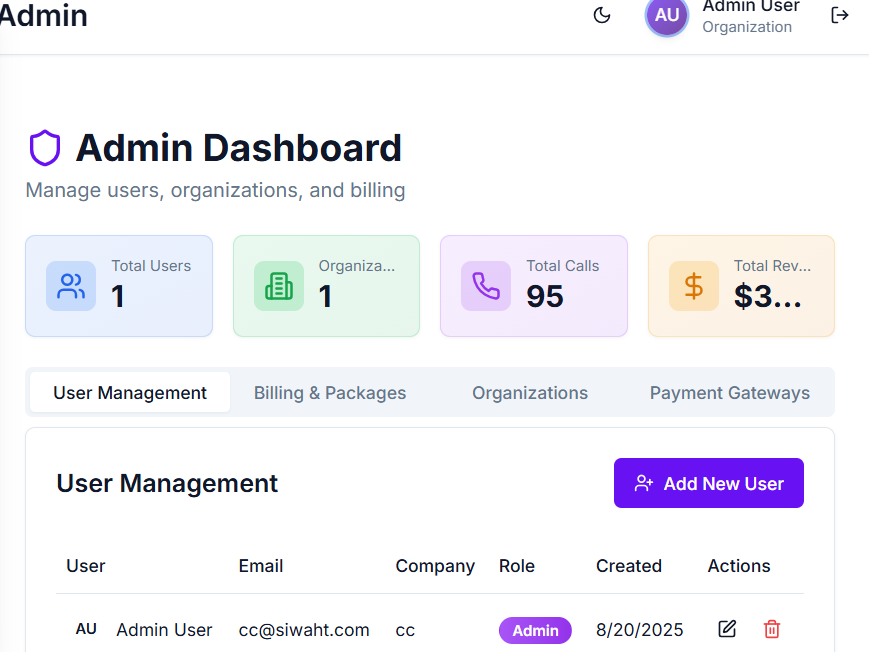 Admin
AU
Admin User
Organization
Admin Dashboard
Manage users, organizations, and billing
Total Users
1
Organiza...
1
Total Calls
95
Total Rev...
$3...
User Management
Billing & Packages
Organizations
Payment Gateways
User Management
Add New User
User Email Company Role Created Actions
AU Admin User cc@siwaht.com cc Admin 8/20/2025